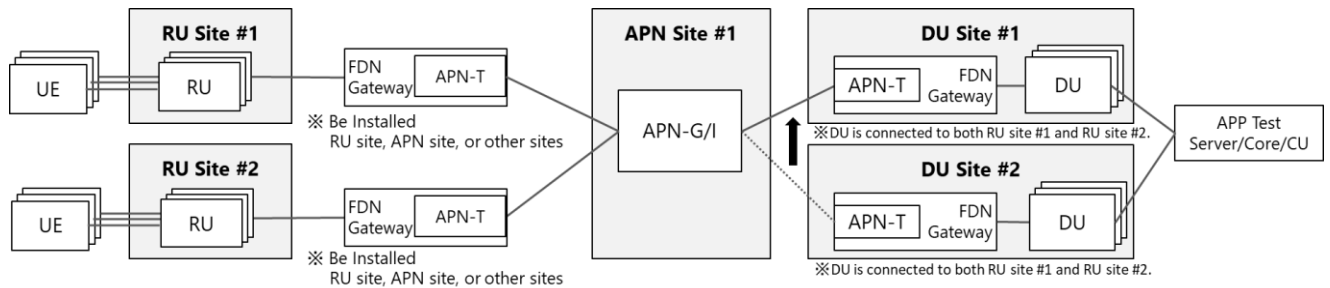 RU Site #1
UE
RU
FDN
Gateway
APN-T
※ Be Installed
RU site, APN site, or other sites
RU Site #2
UE
RU
FDN
Gateway
APN-T
※ Be Installed
RU site, APN site, or other sites
APN Site #1
APN-G/I
DU Site #1
APN-T
FDN
Gateway
DU
※DU is connected to both RU site #1 and RU site #2.
DU Site #2
APN-T
FDN
Gateway
DU
※DU is connected to both RU site #1 and RU site #2.
APP Test
Server/Core/CU